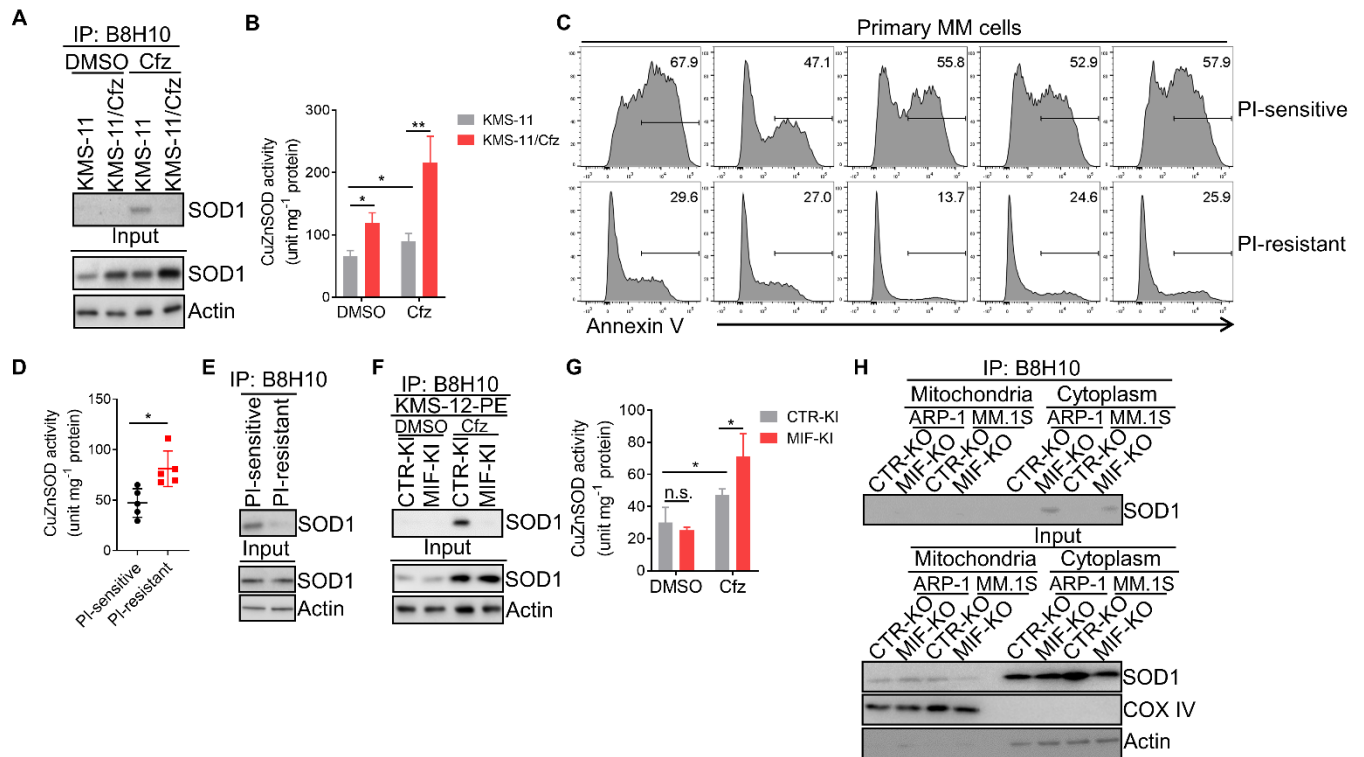 A
IP: B8H10
DMSO Cfz
KMS-11
KMS-11/Cfz
KMS-11
KMS-11/Cfz
SOD1
Input
SOD1
Actin
B
CuZnSOD activity
(unit mg⁻¹ protein)
300
200
100
0
*
*
**
KMS-11
KMS-11/Cfz
DMSO Cfz
C
Primary MM cells
67.9 47.1 55.8 52.9 57.9
PI-sensitive
29.6 27.0 13.7 24.6 25.9
PI-resistant
Annexin V
D
CuZnSOD activity
(unit mg⁻¹ protein)
150
100
50
0
*
PI-sensitive
PI-resistant
E
IP: B8H10
PI-sensitive
PI-resistant
SOD1
Input
SOD1
Actin
F
IP: B8H10
KMS-12-PE
DMSO Cfz
CTR-KI
MIF-KI
CTR-KI
MIF-KI
SOD1
Input
SOD1
Actin
G
CuZnSOD activity
(unit mg⁻¹ protein)
100
80
60
40
20
0
n.s.
*
*
CTR-KI
MIF-KI
DMSO Cfz
H
IP: B8H10
Mitochondria Cytoplasm
ARP-1 MM.1S ARP-1 MM.1S
CTR-KO
MIF-KO
CTR-KO
MIF-KO
CTR-KO
MIF-KO
CTR-KO
MIF-KO
SOD1
Input
Mitochondria Cytoplasm
ARP-1 MM.1S ARP-1 MM.1S
CTR-KO
MIF-KO
CTR-KO
MIF-KO
CTR-KO
MIF-KO
CTR-KO
MIF-KO
SOD1
COX IV
Actin